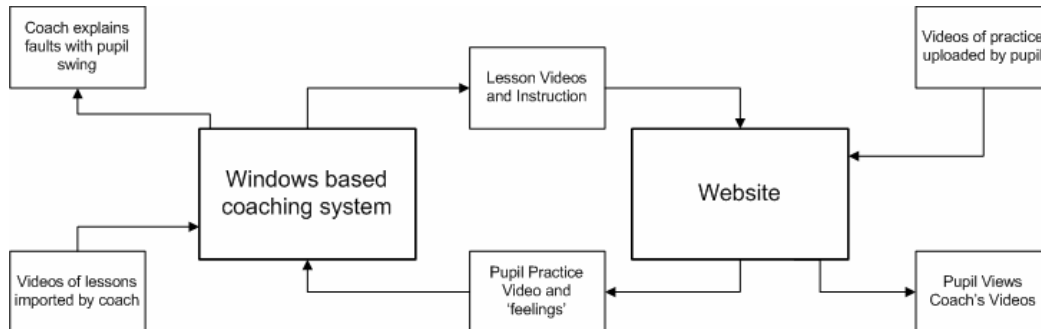 Coach explains
faults with pupil
swing
Lesson Videos
and Instruction
Videos of practice
uploaded by pupil
Windows based
coaching system
Website
Videos of lessons
imported by coach
Pupil Practice
Video and
'feelings'
Pupil Views
Coach's Videos